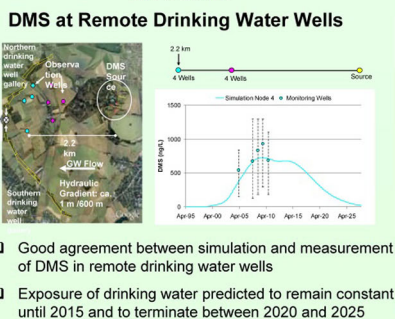 DMS at Remote Drinking Water Wells
Northern
drinking
water
well
gallery
Observa
tion
Wells
DMS
Sour
ce
2.2
km
GW Flow
Hydraulic
Gradient: ca.
1 m /600 m
Southern
drinking
water
well
Google
2.2 km
4 Wells
4 Wells
Source
Simulation Node 4
Monitoring Wells
DMS (ng/L)
1500
1000
500
0
Apr-95
Apr-00
Apr-05
Apr-10
Apr-15
Apr-20
Apr-25
Good agreement between simulation and measurement
of DMS in remote drinking water wells
Exposure of drinking water predicted to remain constant
until 2015 and to terminate between 2020 and 2025